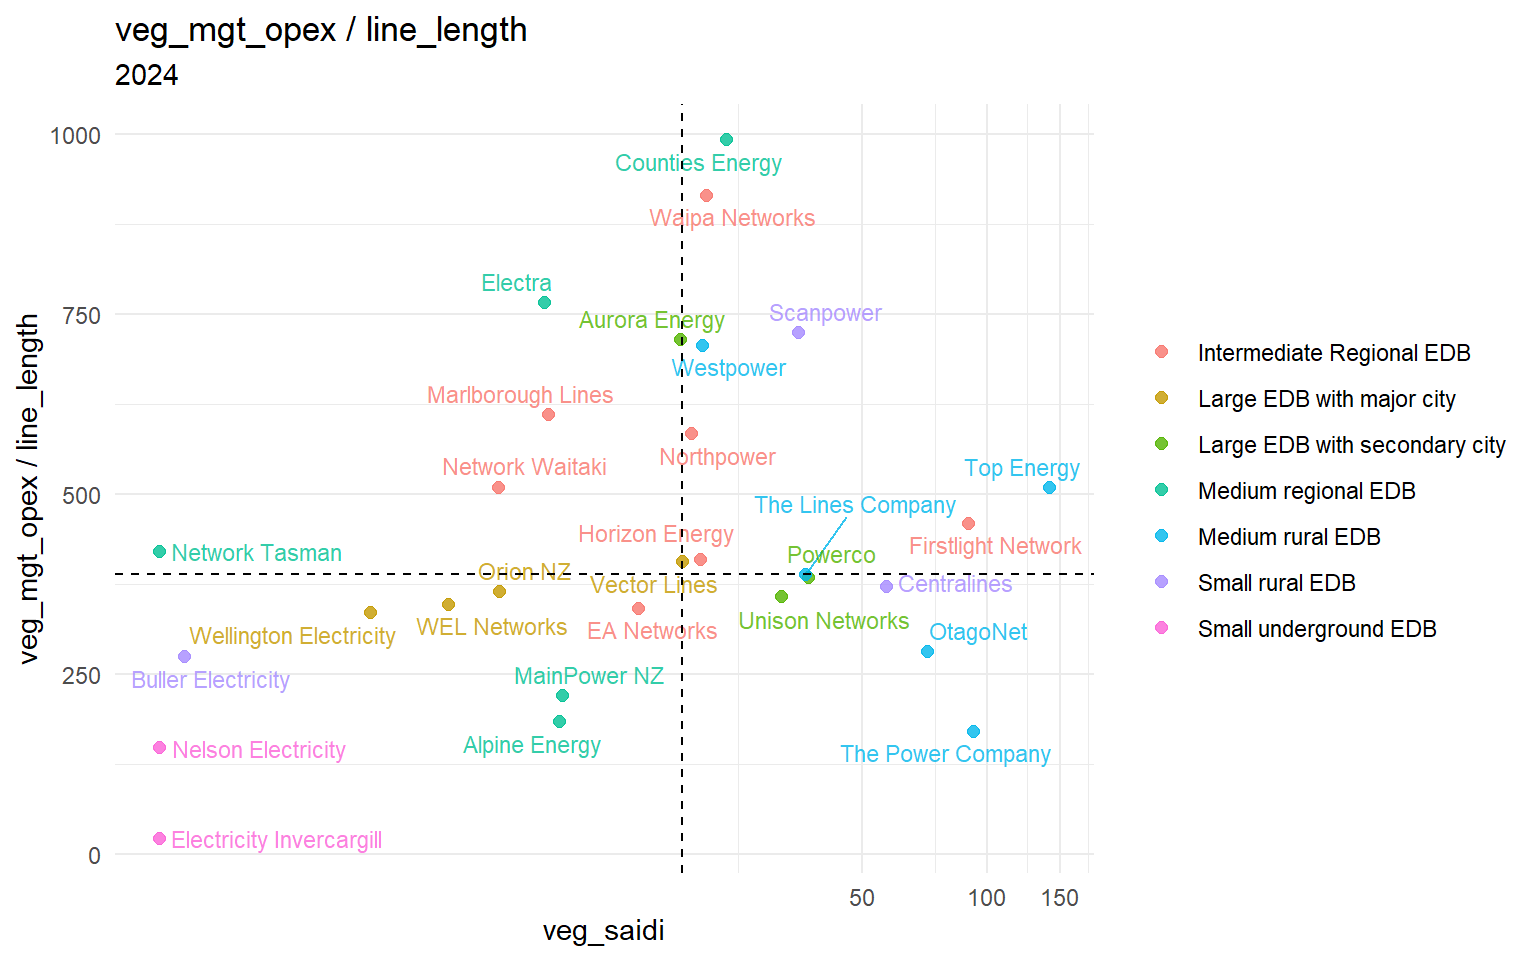 veg_mgt_opex / line_length
2024
1000
Counties Energy
Waipa Networks
Electra
Scanpower
750
Aurora Energy
Westpower
Marlborough Lines
Northpower
Network Waitaki
Top Energy
500
The Lines Company
Horizon Energy
Firstlight Network
Network Tasman
Powerco
Orion NZ
Vector Lines
Centralines
WEL Networks
Unison Networks
Wellington Electricity
EA Networks
OtagoNet
250
Buller Electricity
MainPower NZ
Alpine Energy
Nelson Electricity
The Power Company
Electricity Invercargill
0
50
100
150
veg_saidi
veg_mgt_opex / line_length
Intermediate Regional EDB
Large EDB with major city
Large EDB with secondary city
Medium regional EDB
Medium rural EDB
Small rural EDB
Small underground EDB